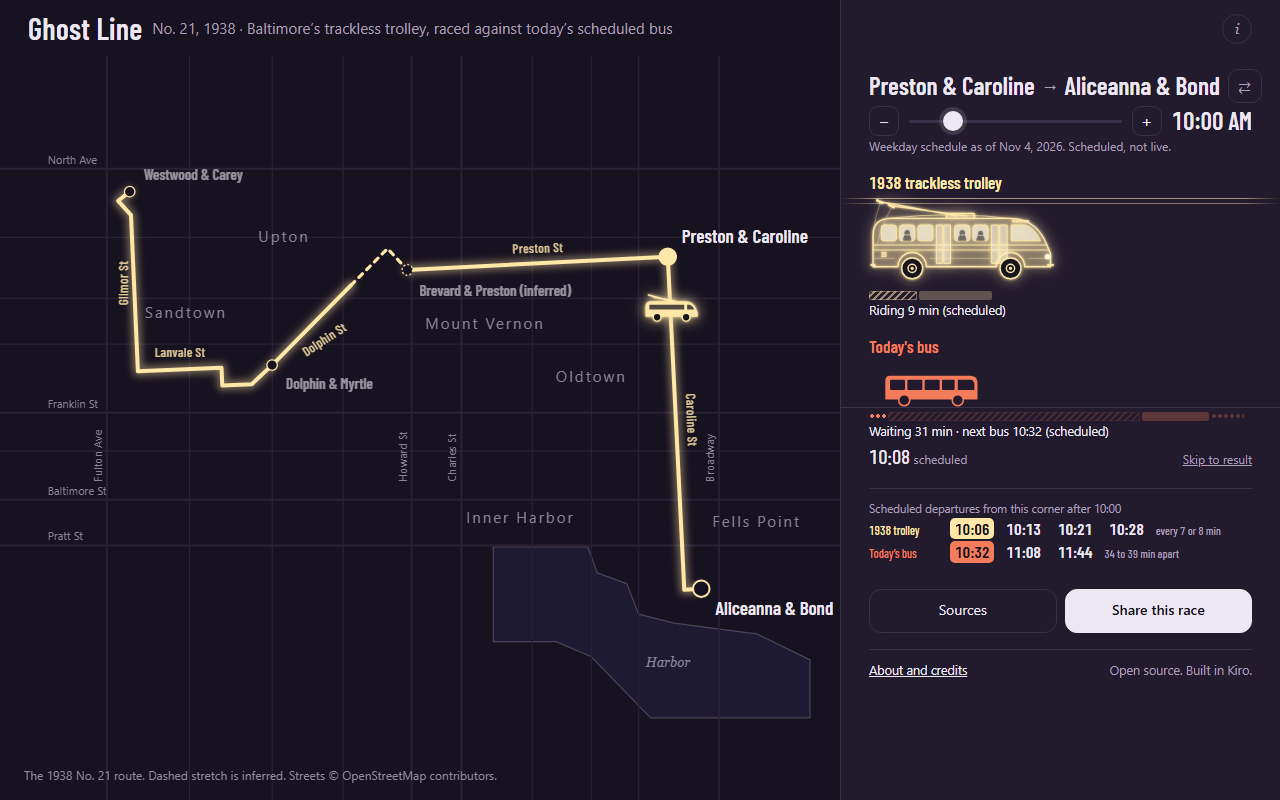 Ghost Line
No. 21, 1938 · Baltimore’s trackless trolley, raced against today’s scheduled bus
i
North Ave
Westwood & Carey
Upton
Preston St
Preston & Caroline
Gilmor St
Brevard & Preston (inferred)
Sandtown
Mount Vernon
Dolphin St
Lanvale St
Oldtown
Dolphin & Myrtle
Franklin St
Caroline St
Fulton Ave
Howard St
Charles St
Broadway
Baltimore St
Inner Harbor
Fells Point
Pratt St
Aliceanna & Bond
Harbor
The 1938 No. 21 route. Dashed stretch is inferred. Streets © OpenStreetMap contributors.
Preston & Caroline → Aliceanna & Bond ⇄
− + 10:00 AM
Weekday schedule as of Nov 4, 2026. Scheduled, not live.
1938 trackless trolley
Riding 9 min (scheduled)
Today’s bus
Waiting 31 min · next bus 10:32 (scheduled)
10:08 scheduled Skip to result
Scheduled departures from this corner after 10:00
1938 trolley 10:06 10:13 10:21 10:28 every 7 or 8 min
Today’s bus 10:32 11:08 11:44 34 to 39 min apart
Sources Share this race
About and credits Open source. Built in Kiro.